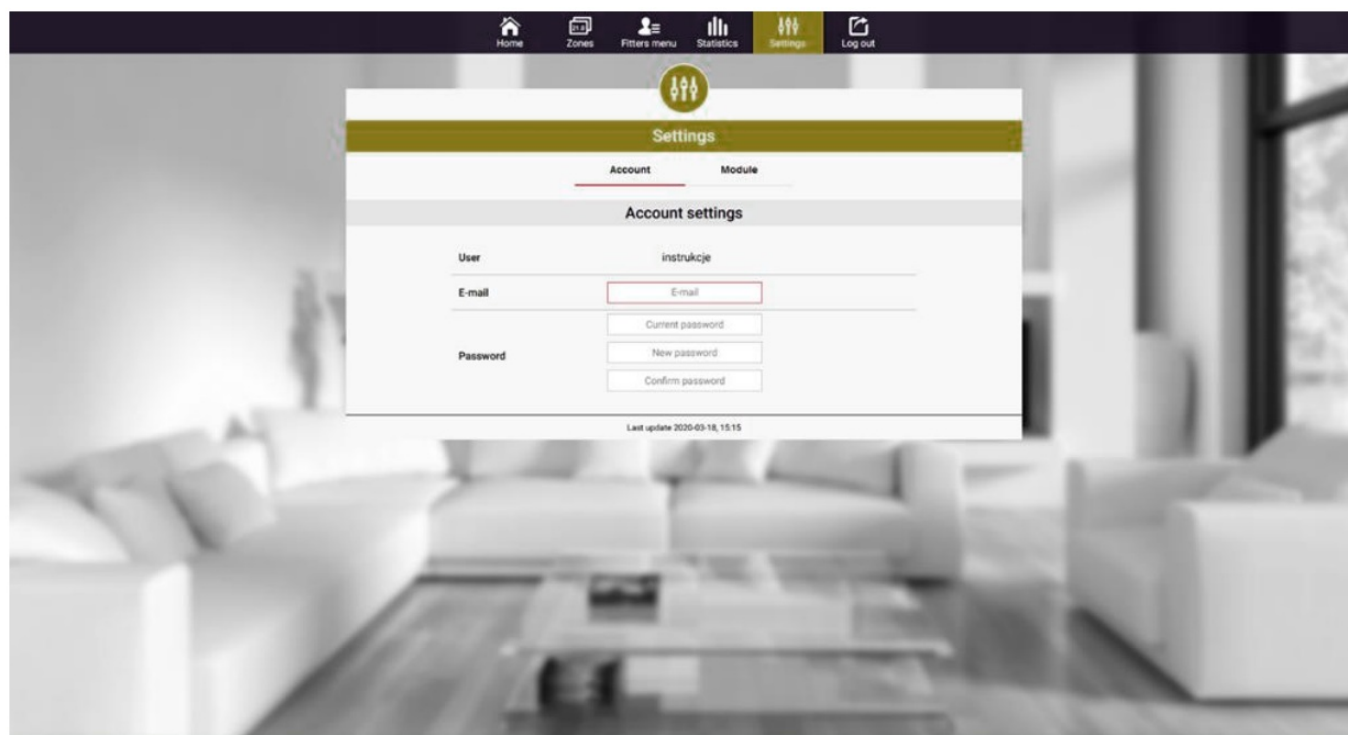 Home Zones Fitters menu Statistics Settings Log out
Settings
Account Module
Account settings
User instrukcje
E-mail E-mail
Current password
Password New password
Confirm password
Last update 2020-03-18, 15:15